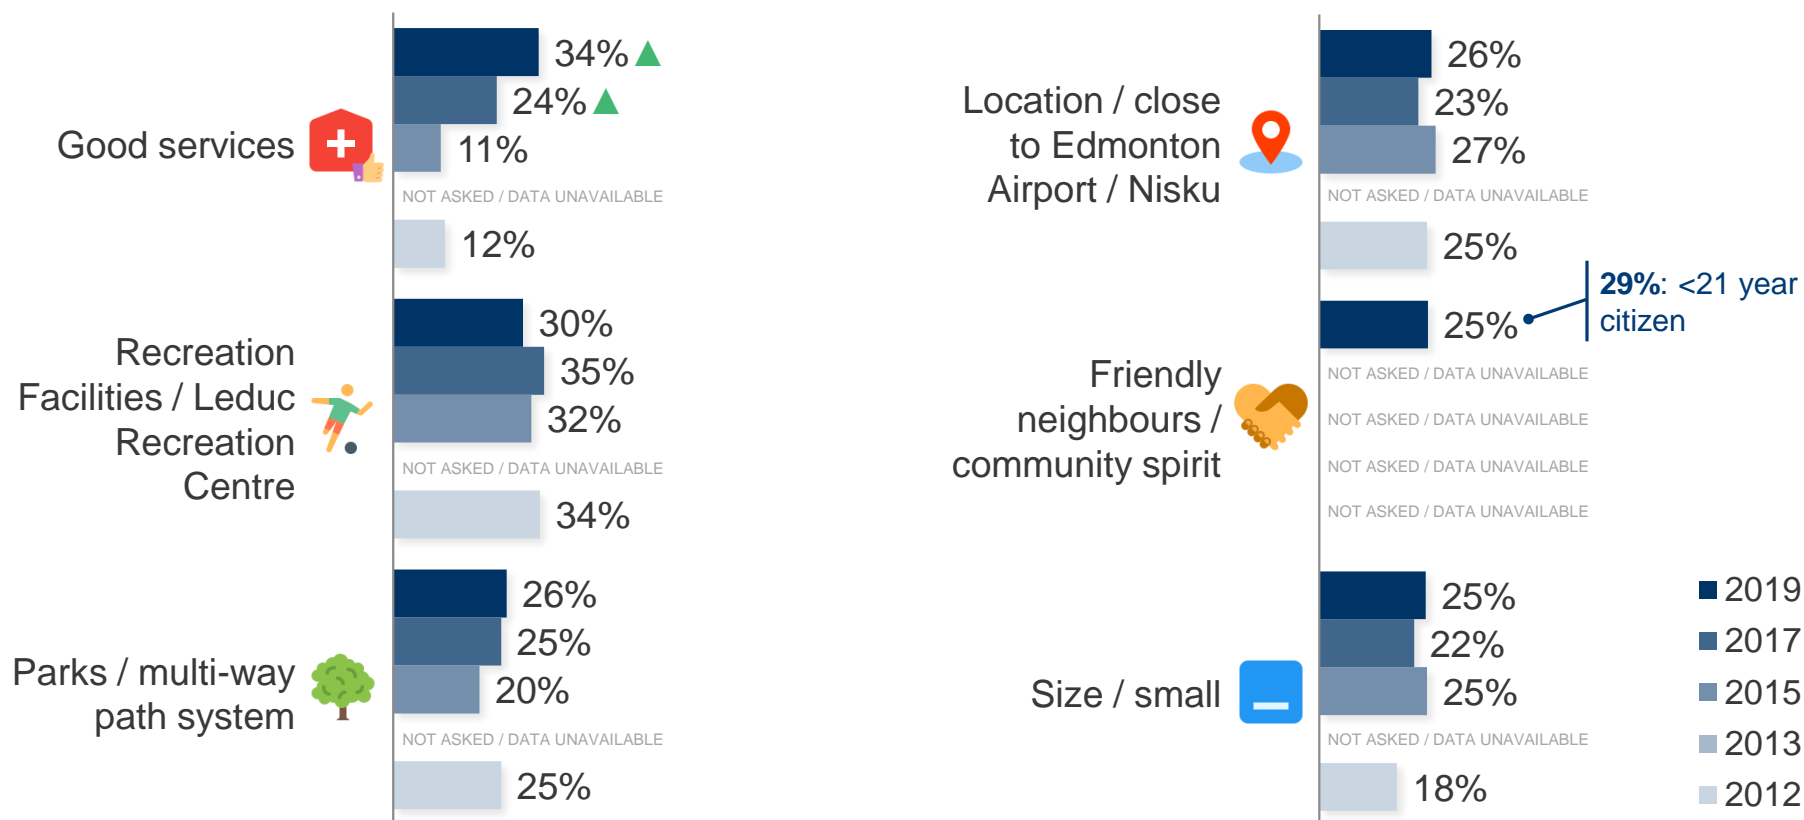 Good services
34%
24%
11%
NOT ASKED / DATA UNAVAILABLE
12%
Recreation
Facilities / Leduc
Recreation
Centre
30%
35%
32%
NOT ASKED / DATA UNAVAILABLE
34%
Parks / multi-way
path system
26%
25%
20%
NOT ASKED / DATA UNAVAILABLE
25%
Location / close
to Edmonton
Airport / Nisku
26%
23%
27%
NOT ASKED / DATA UNAVAILABLE
25%
Friendly
neighbours /
community spirit
25%
29%: <21 year
citizen
NOT ASKED / DATA UNAVAILABLE
NOT ASKED / DATA UNAVAILABLE
NOT ASKED / DATA UNAVAILABLE
NOT ASKED / DATA UNAVAILABLE
Size / small
25%
22%
25%
NOT ASKED / DATA UNAVAILABLE
18%
2019
2017
2015
2013
2012